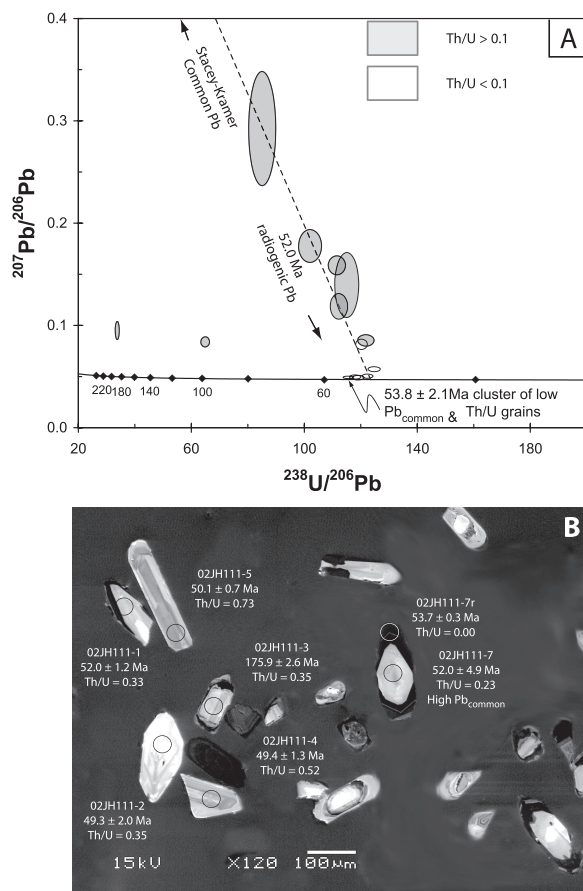 A
Th/U > 0.1
Th/U < 0.1
0.4
0.3
0.2
0.1
0.0
²⁰⁷Pb/²⁰⁶Pb
Stacey-Kramer
Common Pb
52.0 Ma
radiogenic Pb
220
180
140
100
60
53.8 ± 2.1Ma cluster of low
Pbcommon & Th/U grains
20
60
100
140
180
²³⁸U/²⁰⁶Pb
B
02JH111-5
50.1 ± 0.7 Ma
Th/U = 0.73
02JH111-7r
53.7 ± 0.3 Ma
Th/U = 0.00
02JH111-1
52.0 ± 1.2 Ma
Th/U = 0.33
02JH111-3
175.9 ± 2.6 Ma
Th/U = 0.35
02JH111-7
52.0 ± 4.9 Ma
Th/U = 0.23
High Pbcommon
02JH111-4
49.4 ± 1.3 Ma
Th/U = 0.52
02JH111-2
49.3 ± 2.0 Ma
Th/U = 0.35
15kV X120 100μm